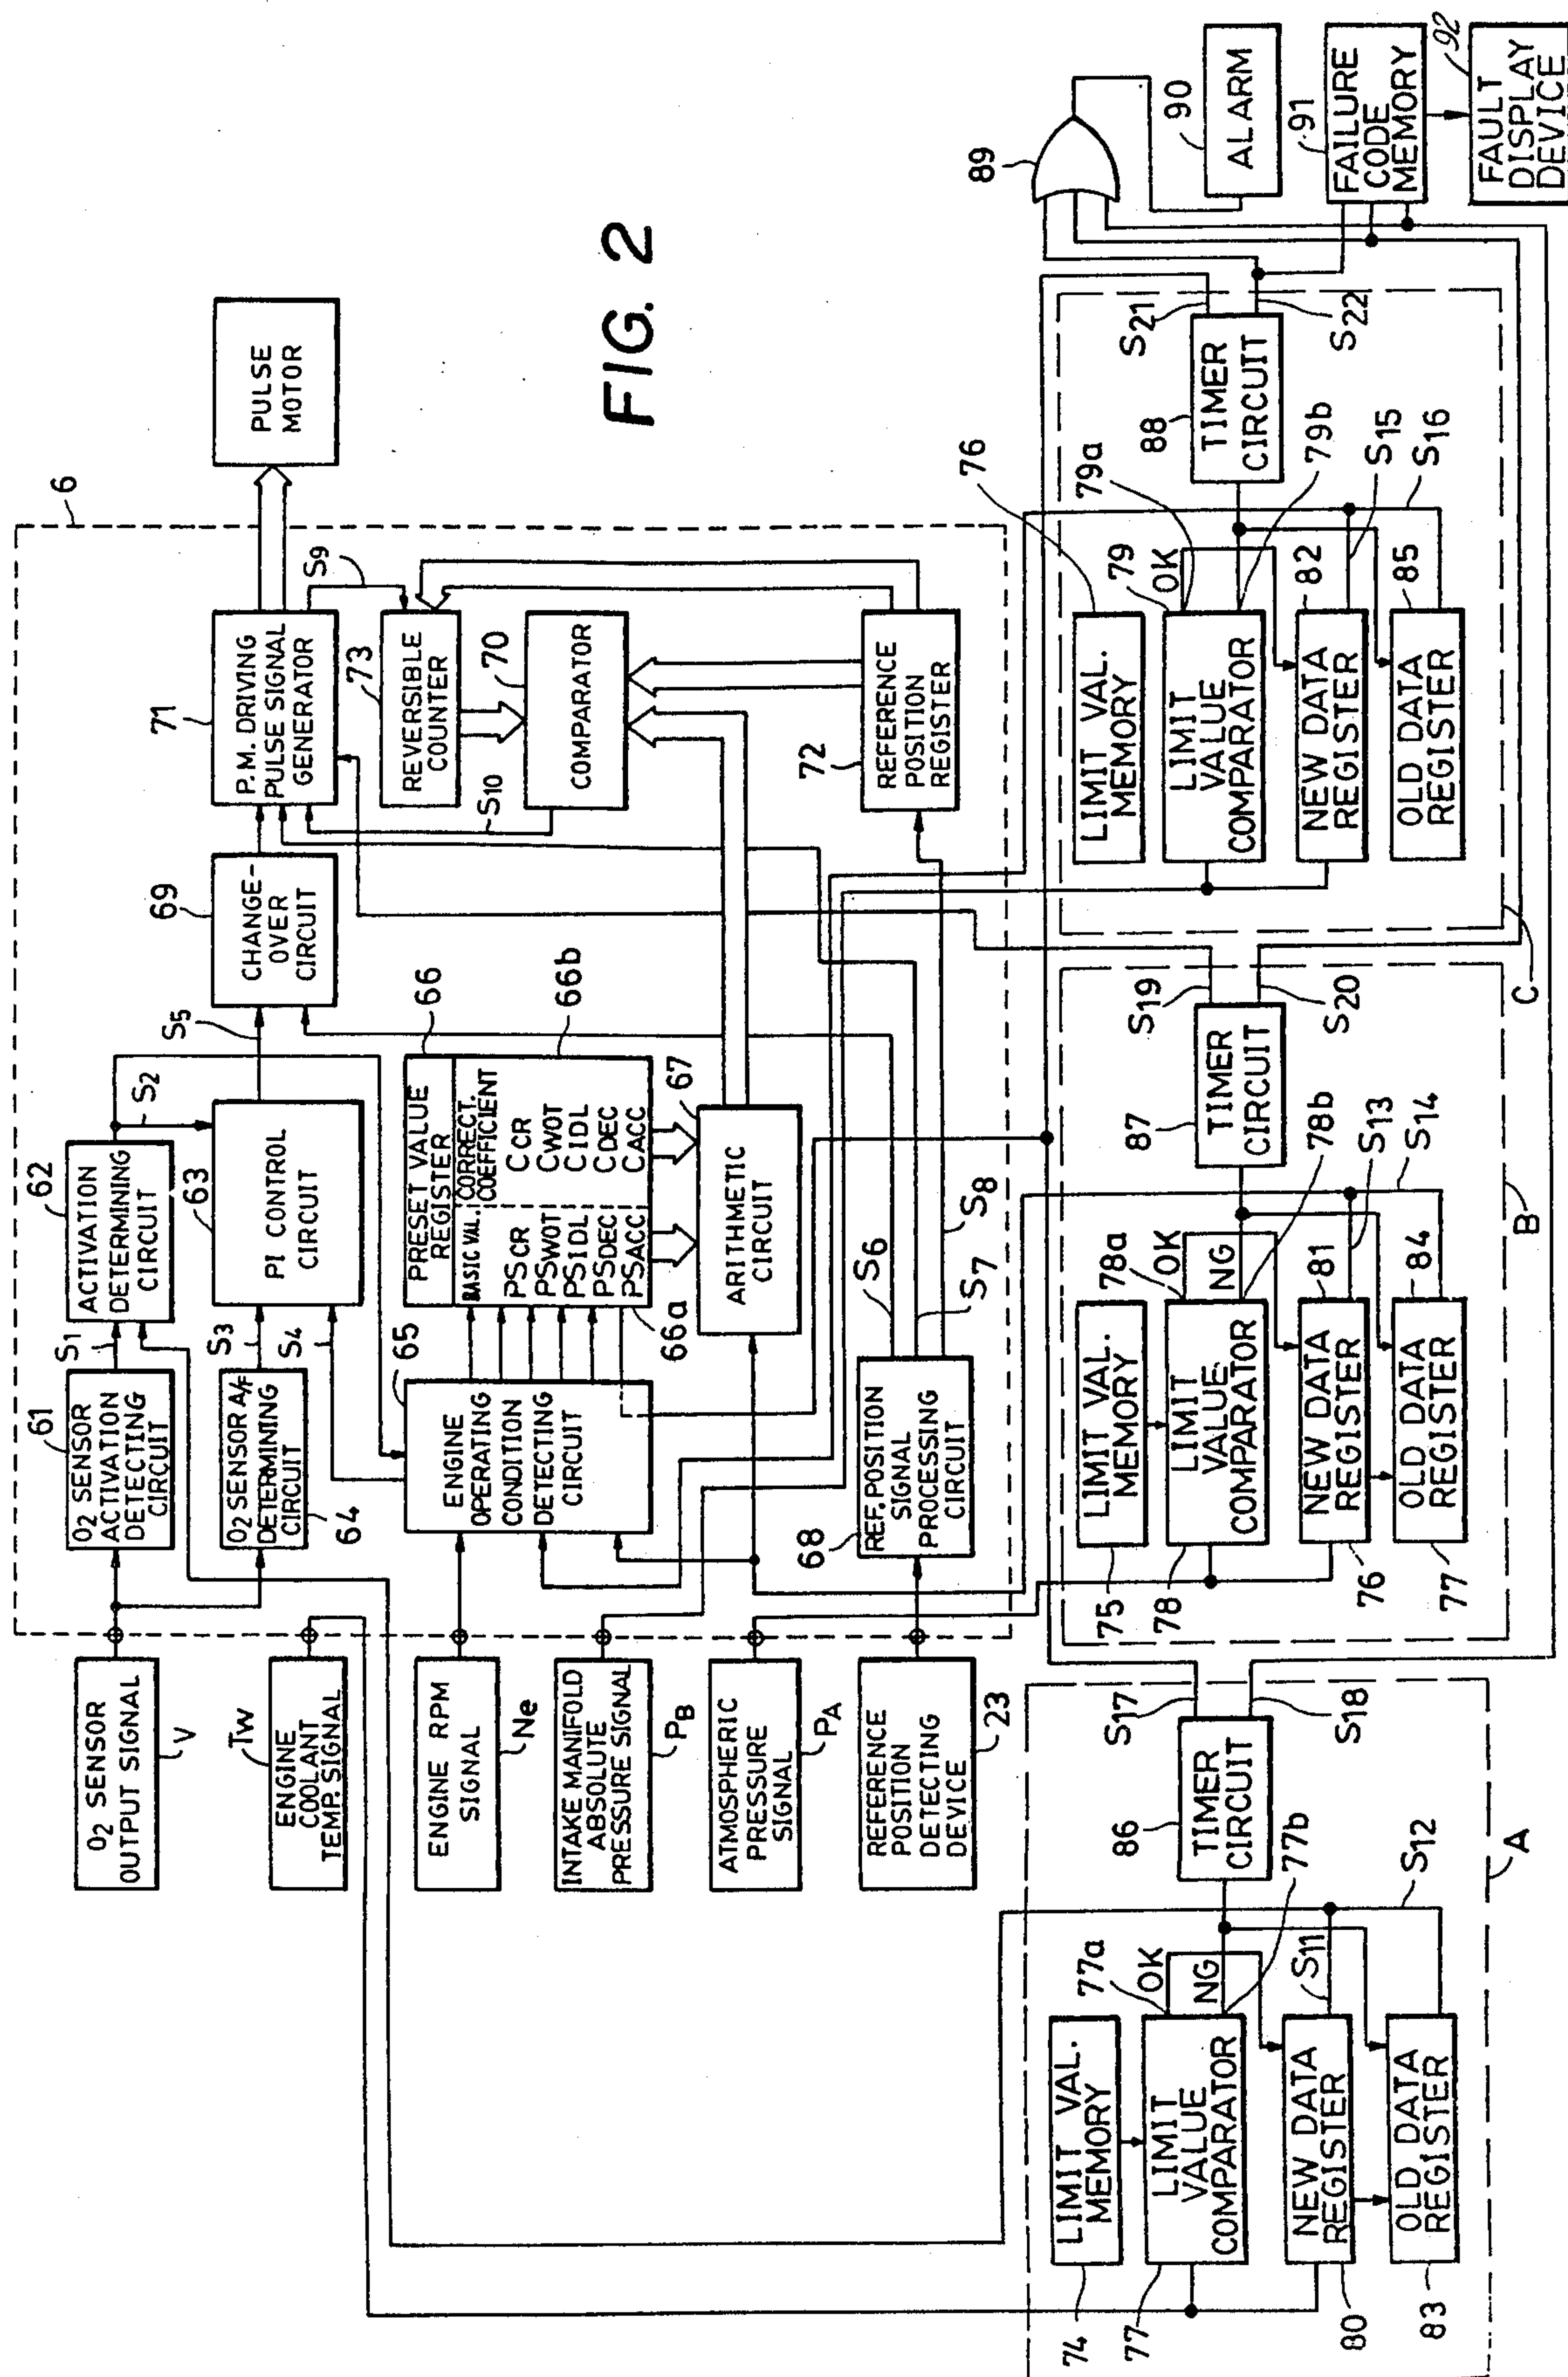 FIG. 2
6
O2 SENSOR
OUTPUT SIGNAL
V
Tw
ENGINE
COOLANT
TEMP. SIGNAL
ENGINE RPM
SIGNAL
Ne
INTAKE MANIFOLD
ABSOLUTE
PRESSURE SIGNAL
PB
ATMOSPHERIC
PRESSURE
SIGNAL
PA
REFERENCE
POSITION
DETECTING
DEVICE
23
61
O2 SENSOR
ACTIVATION
DETECTING
CIRCUIT
S1
62
ACTIVATION
DETERMINING
CIRCUIT
S2
O2 SENSOR A/F
DETERMINING
CIRCUIT
64
S3
S4
63
PI CONTROL
CIRCUIT
S5
69
CHANGE-
OVER
CIRCUIT
71
P.M. DRIVING
PULSE SIGNAL
GENERATOR
PULSE
MOTOR
S9
73
REVERSIBLE
COUNTER
S10
70
COMPARATOR
72
REFERENCE
POSITION
REGISTER
65
ENGINE
OPERATING
CONDITION
DETECTING
CIRCUIT
66
PRESET VALUE
REGISTER
BASIC VAL.
CORRECT.
COEFFICIENT
66b
PSCR CCR
PSWOT CWOT
PSIDL CIDL
PSDEC CDEC
PSACC CACC
66a
67
ARITHMETIC
CIRCUIT
68
REF. POSITION
SIGNAL
PROCESSING
CIRCUIT
S6
S7
S8
A
74
LIMIT VAL.
MEMORY
77
LIMIT
VALUE
COMPARATOR
77a
OK
NG
77b
80
NEW DATA
REGISTER
83
OLD DATA
REGISTER
S11
S12
86
TIMER
CIRCUIT
S17
S18
B
75
LIMIT VAL.
MEMORY
78
LIMIT
VALUE
COMPARATOR
78a
OK
NG
78b
76
NEW DATA
REGISTER
81
77
OLD DATA
REGISTER
84
S13
S14
87
TIMER
CIRCUIT
S19
S20
C
76
LIMIT VAL.
MEMORY
79
LIMIT
VALUE
COMPARATOR
79a
OK
79b
82
NEW DATA
REGISTER
85
OLD DATA
REGISTER
S15
S16
88
TIMER
CIRCUIT
S21
S22
89
90
ALARM
91
FAILURE
CODE
MEMORY
92
FAULT
DISPLAY
DEVICE